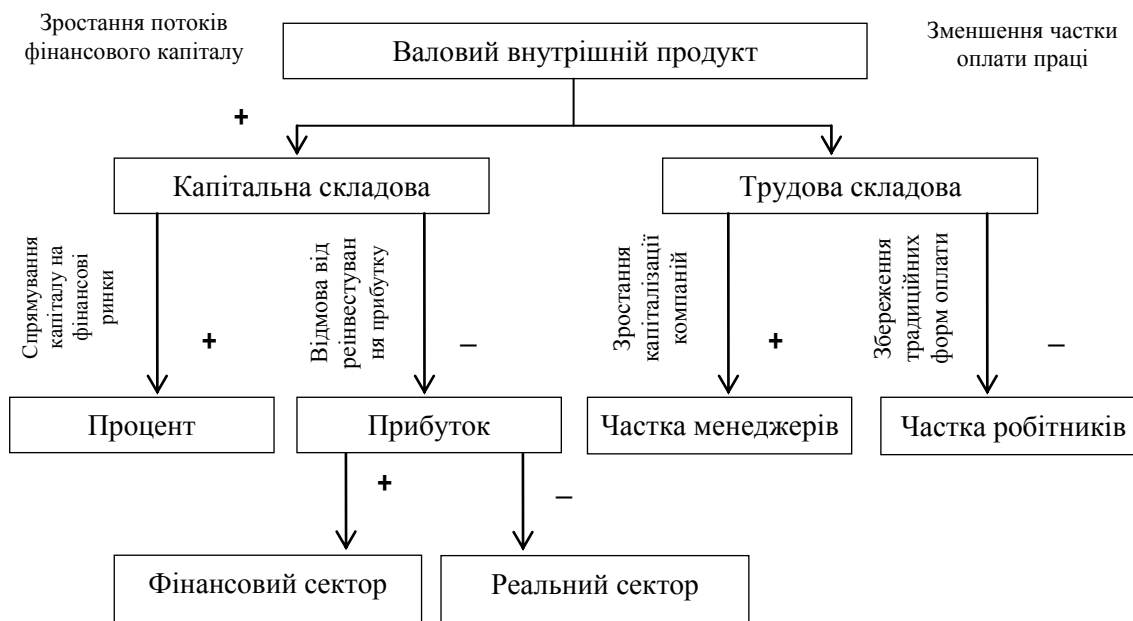 Зростання потоків
фінансового капіталу
Валовий внутрішній продукт
Зменшення частки
оплати праці
+
Капітальна складова
Трудова складова
Спрямування
капіталу на
фінансові
ринки
+
Відмова від
реінвестуван
ня прибутку
–
Зростання
капіталізації
компаній
+
Збереження
традиційних
форм оплати
–
Процент
Прибуток
Частка менеджерів
Частка робітників
+
–
Фінансовий сектор
Реальний сектор